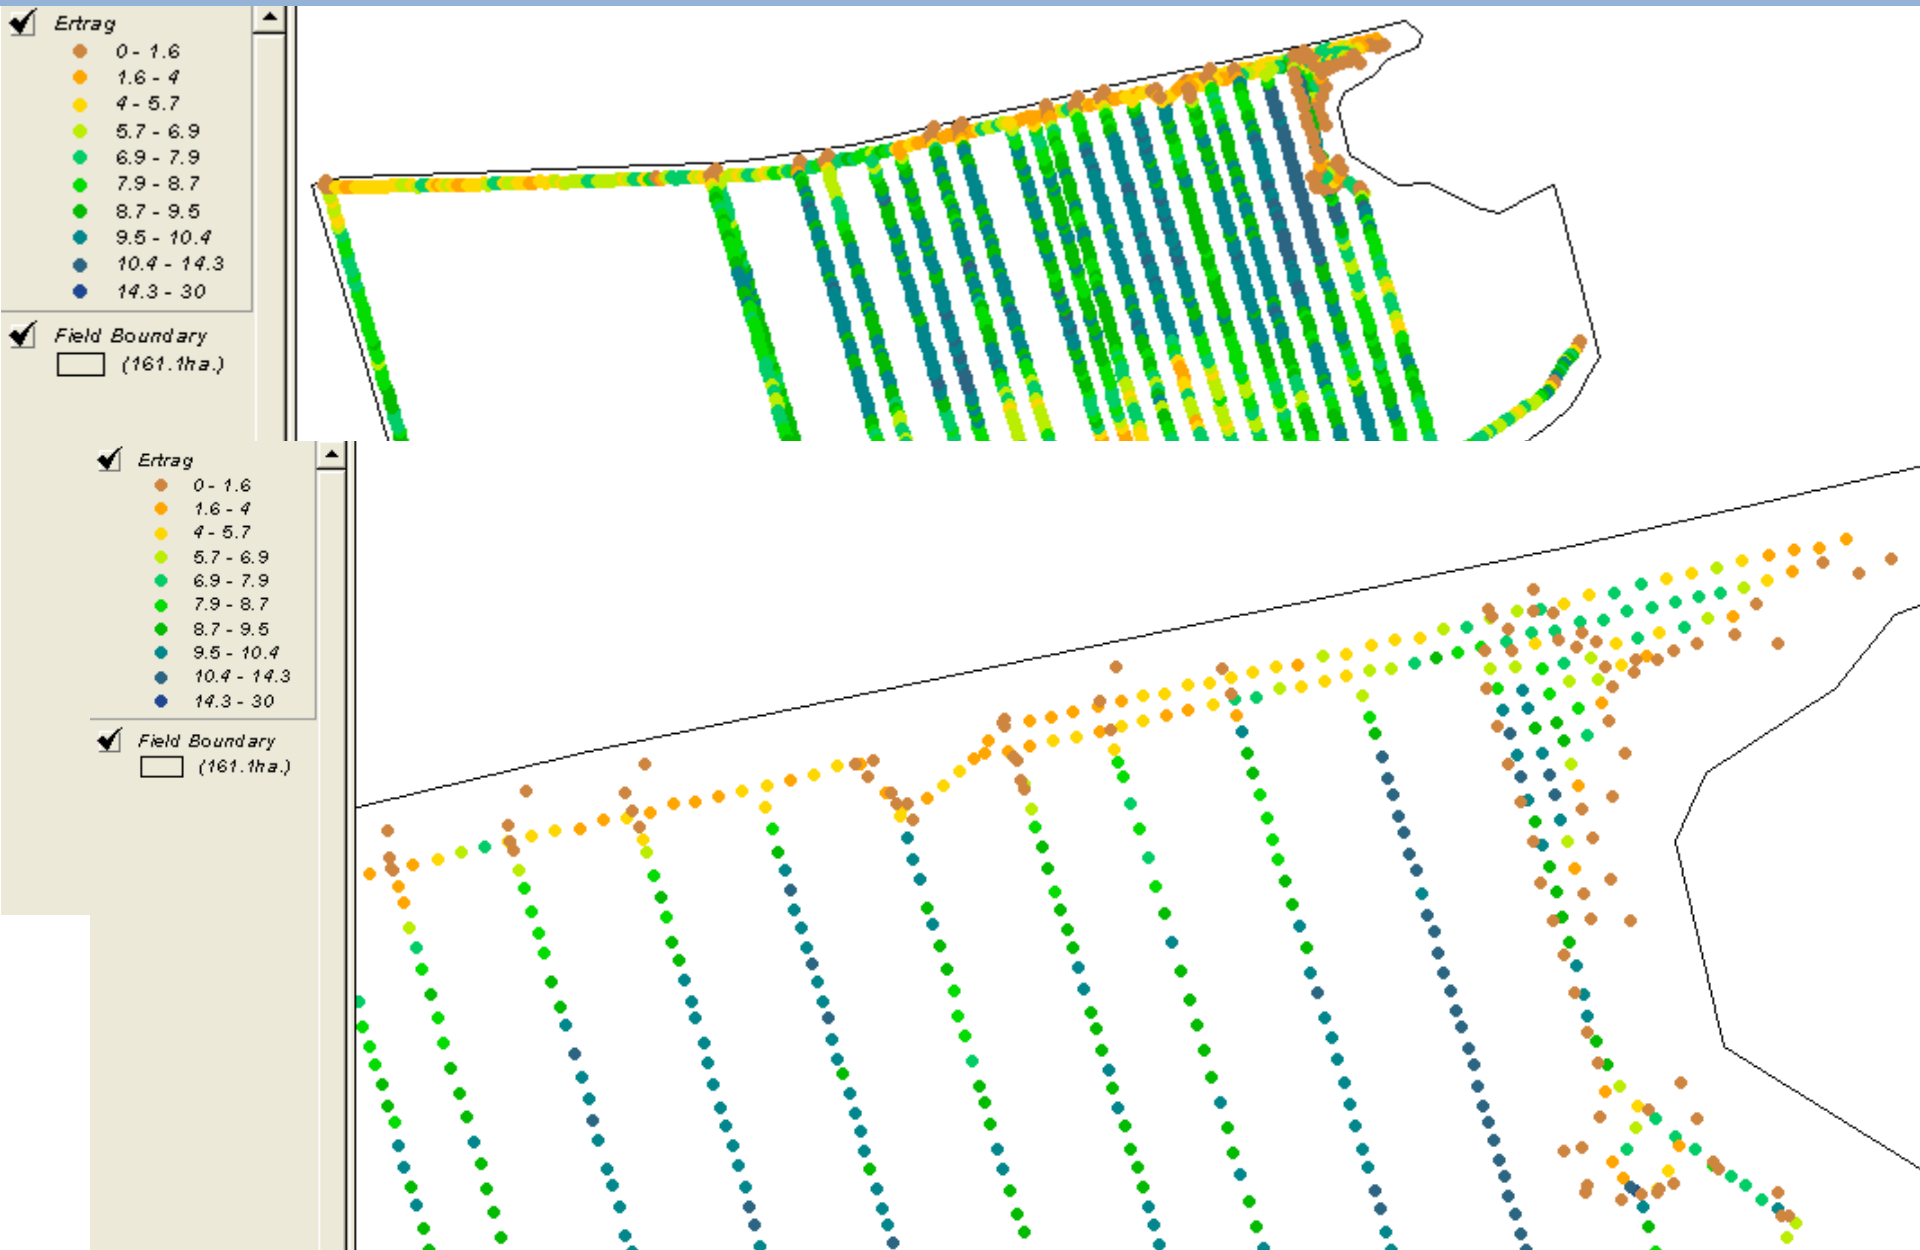 Ertrag
0 - 1.6
1.6 - 4
4 - 5.7
5.7 - 6.9
6.9 - 7.9
7.9 - 8.7
8.7 - 9.5
9.5 - 10.4
10.4 - 14.3
14.3 - 30
Field Boundary
(161.1ha.)
Ertrag
0 - 1.6
1.6 - 4
4 - 5.7
5.7 - 6.9
6.9 - 7.9
7.9 - 8.7
8.7 - 9.5
9.5 - 10.4
10.4 - 14.3
14.3 - 30
Field Boundary
(161.1ha.)